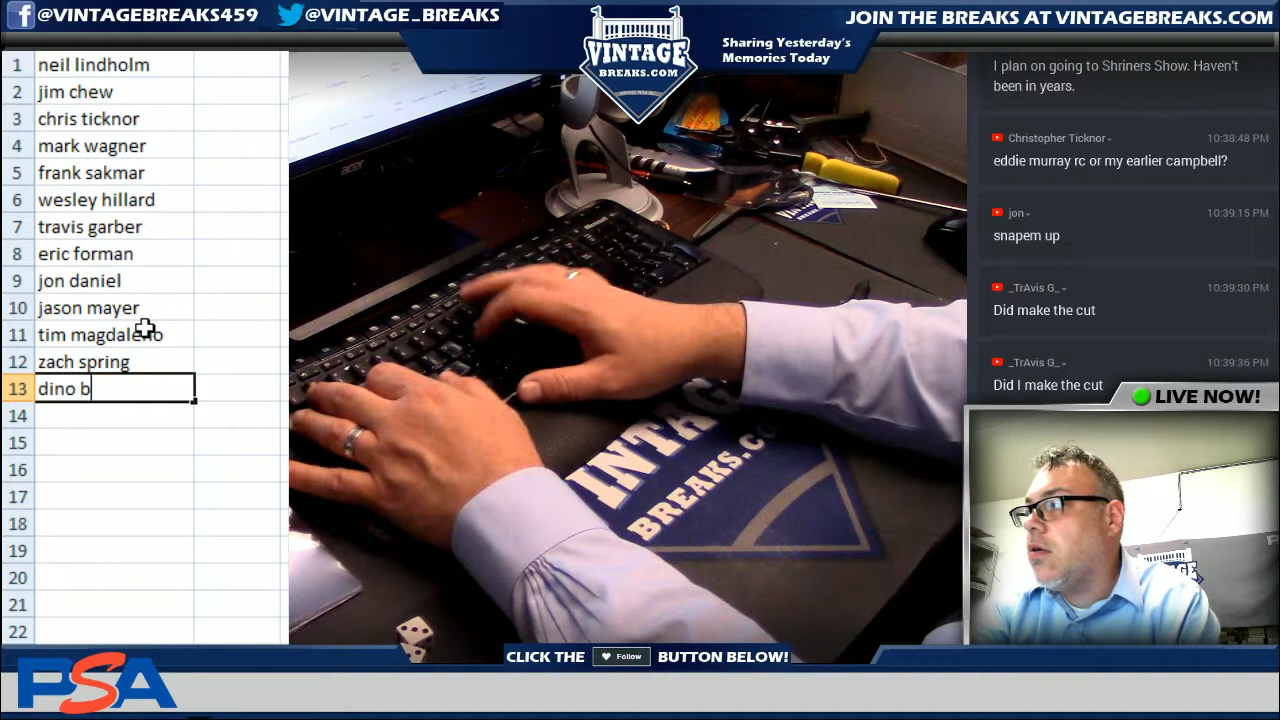 @VINTAGEBREAKS459
@VINTAGE_BREAKS
VINTAGE
BREAKS.COM
Sharing Yesterday's
Memories Today
JOIN THE BREAKS AT VINTAGEBREAKS.COM
1 neil lindholm
2 jim chew
3 chris ticknor
4 mark wagner
5 frank sakmar
6 wesley hillard
7 travis garber
8 eric forman
9 jon daniel
10 jason mayer
11 tim magdaleno
12 zach spring
13 dino b
14
15
16
17
18
19
20
21
22
acer
VINTAGE
BREAKS
INTAG
BREAKS.CO
I plan on going to Shriners Show. Haven't
been in years.
Christopher Ticknor 10:38:48 PM
eddie murray rc or my earlier campbell?
jon 10:39:15 PM
snapem up
_TrAvis G_ 10:39:30 PM
Did make the cut
_TrAvis G_ 10:39:36 PM
Did I make the cut
LIVE NOW!
CLICK THE Follow BUTTON BELOW!
PSA